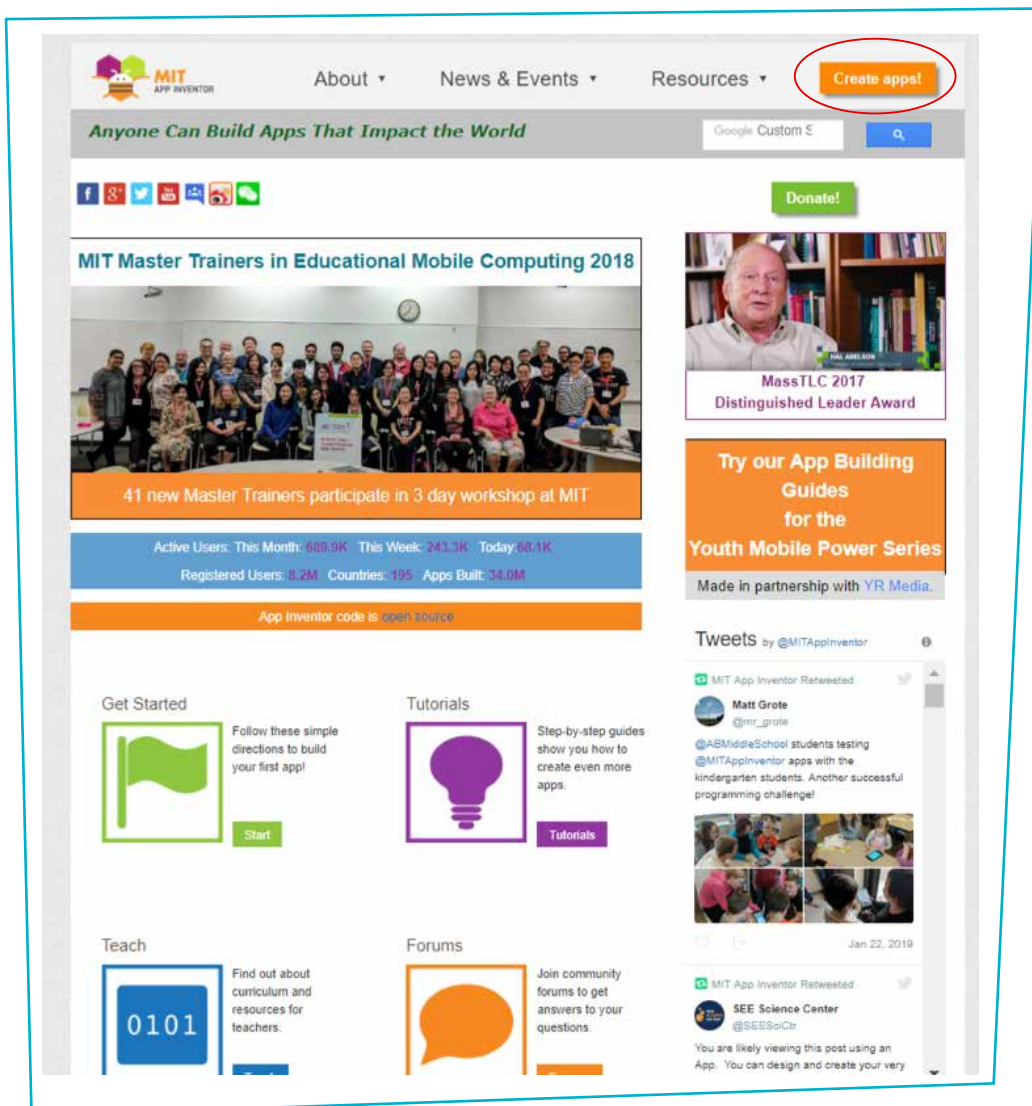 MIT
APP INVENTOR
About
News & Events
Resources
Create apps!
Anyone Can Build Apps That Impact the World
Google Custom S
Donate!
MIT Master Trainers in Educational Mobile Computing 2018
41 new Master Trainers participate in 3 day workshop at MIT
Active Users: This Month: 689.9K This Week: 243.3K Today:68.1K
Registered Users: 8.2M Countries: 195 Apps Built: 34.0M
App Inventor code is open source
Get Started
Follow these simple
directions to build
your first app!
Start
Tutorials
Step-by-step guides
show you how to
create even more
apps.
Tutorials
Teach
0101
Find out about
curriculum and
resources for
teachers.
Forums
Join community
forums to get
answers to your
questions.
HAL ABELSON
MassTLC 2017
Distinguished Leader Award
Try our App Building
Guides
for the
Youth Mobile Power Series
Made in partnership with YR Media.
Tweets by @MITAppInventor
MIT App Inventor Retweeted
Matt Grote
@mr_grote
@ABMiddleSchool students testing
@MITAppInventor apps with the
kindergarten students. Another successful
programming challenge!
Jan 22, 2019
MIT App Inventor Retweeted
SEE Science Center
@SEESciCtr
You are likely viewing this post using an
App. You can design and create your very